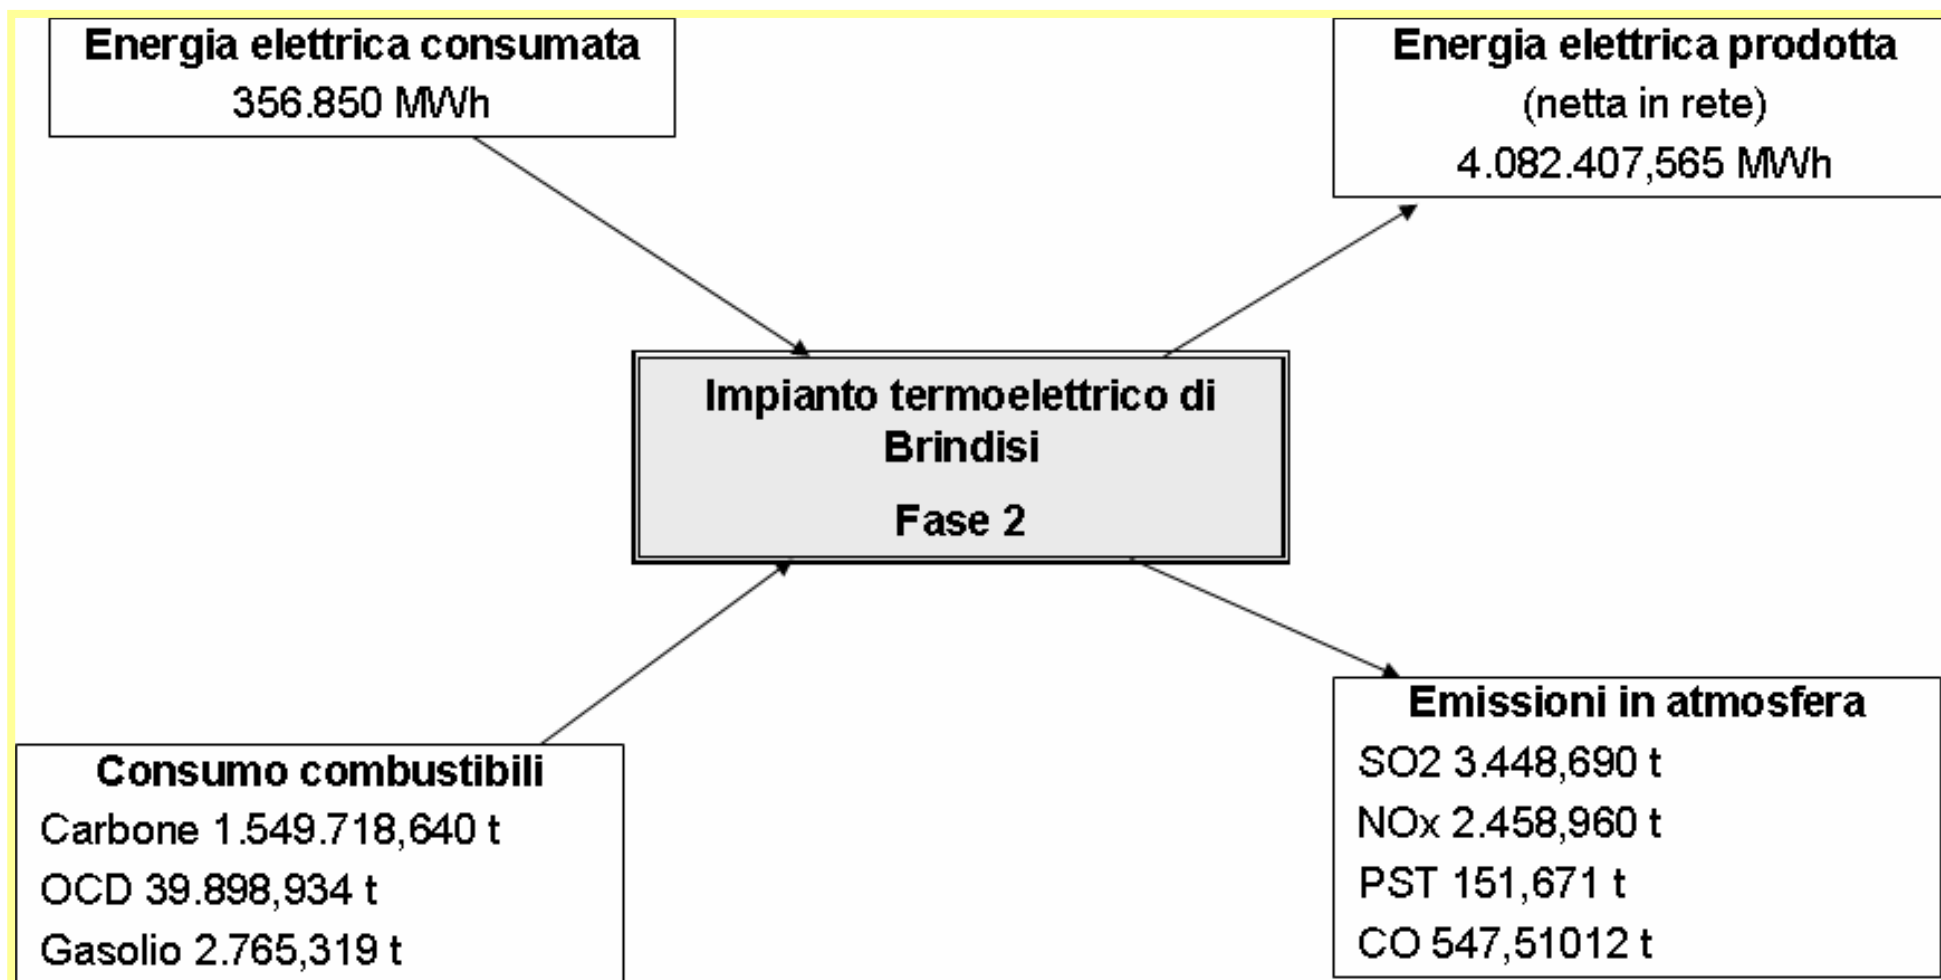 Energia elettrica consumata
356.850 MWh
Energia elettrica prodotta
(netta in rete)
4.082.407,565 MWh
Impianto termoelettrico di
Brindisi
Fase 2
Consumo combustibili
Carbone 1.549.718,640 t
OCD 39.898,934 t
Gasolio 2.765,319 t
Emissioni in atmosfera
SO2 3.448,690 t
NOx 2.458,960 t
PST 151,671 t
CO 547,51012 t